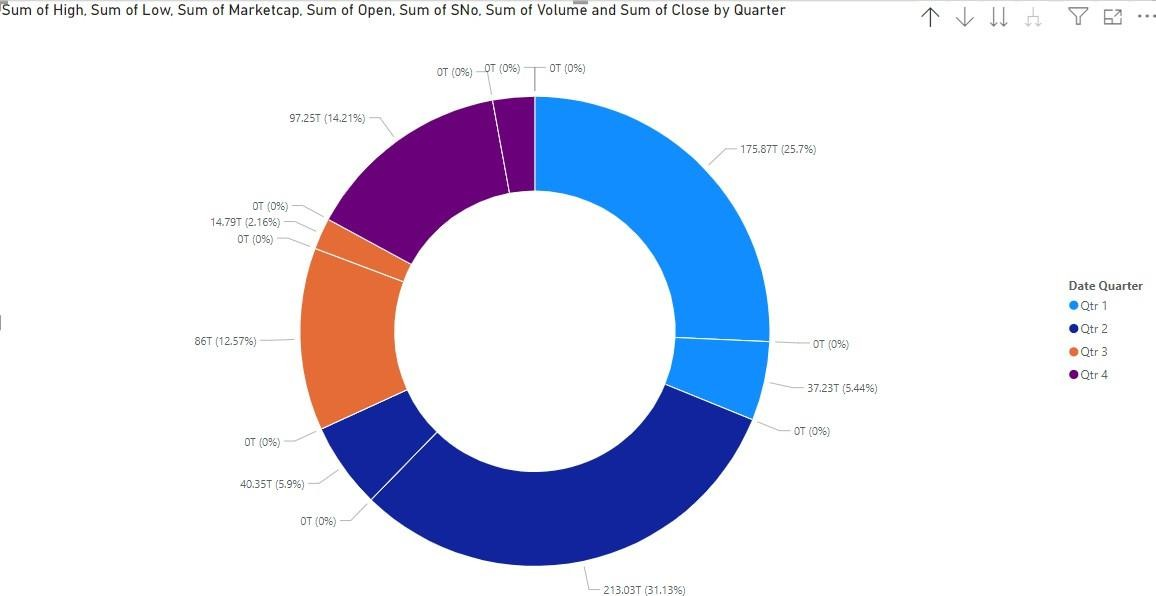 Sum of High, Sum of Low, Sum of Marketcap, Sum of Open, Sum of SNo, Sum of Volume and Sum of Close by Quarter
0T (0%)
0T (0%)
0T (0%)
97.25T (14.21%)
175.87T (25.7%)
0T (0%)
14.79T (2.16%)
0T (0%)
86T (12.57%)
0T (0%)
37.23T (5.44%)
0T (0%)
0T (0%)
40.35T (5.9%)
0T (0%)
213.03T (31.13%)
Date Quarter
Qtr 1
Qtr 2
Qtr 3
Qtr 4